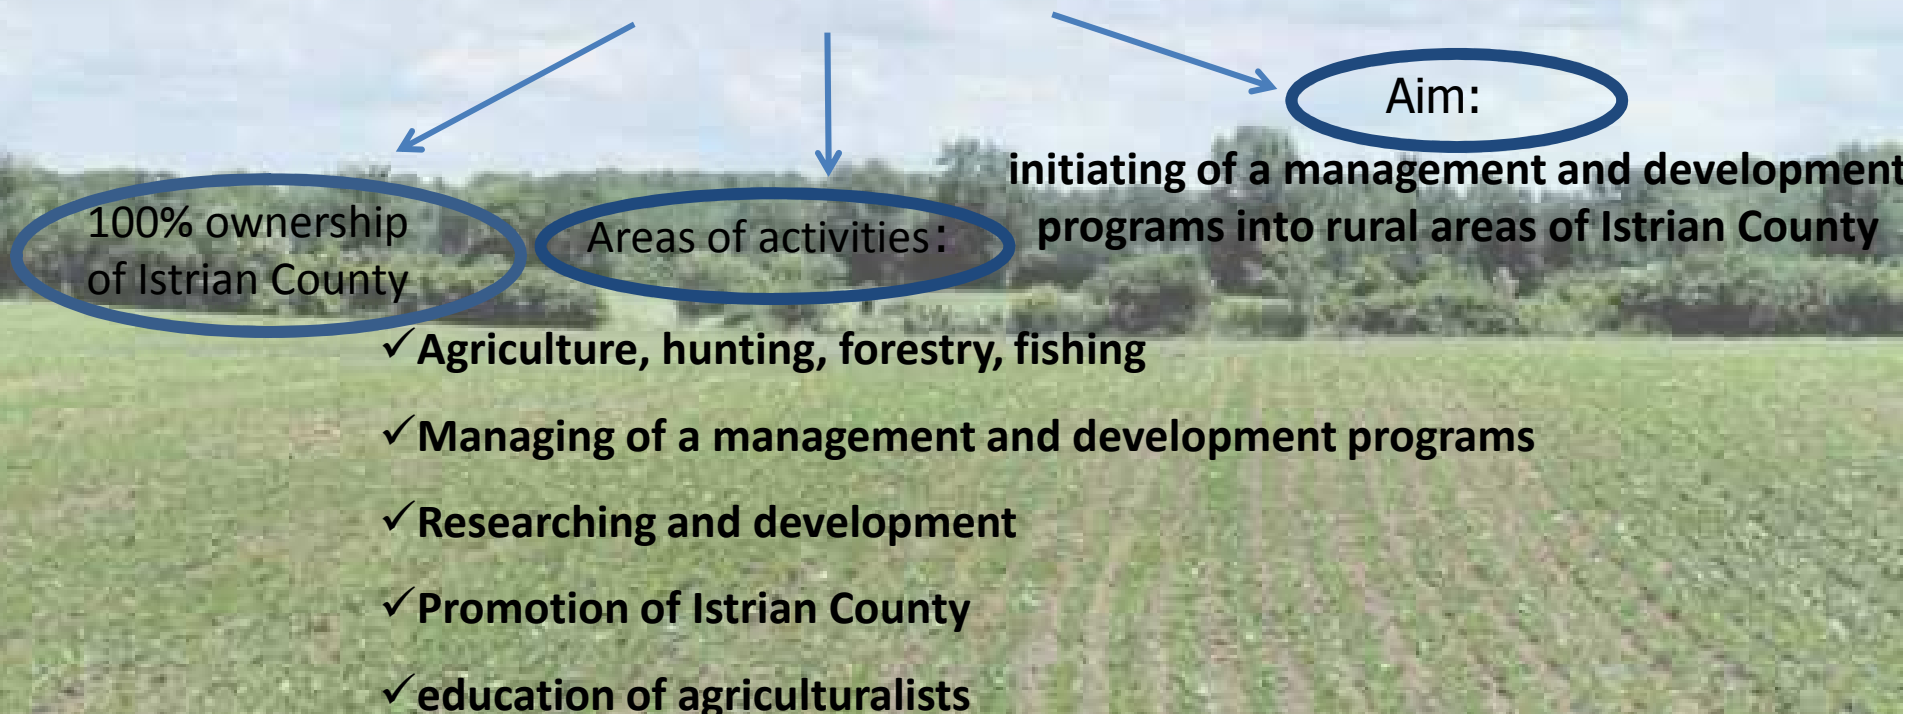 Aim:
initiating of a management and development
programs into rural areas of Istrian County
100% ownership
of Istrian County
Areas of activities:
✓Agriculture, hunting, forestry, fishing
✓Managing of a management and development programs
✓Researching and development
✓Promotion of Istrian County
✓education of agriculturalists